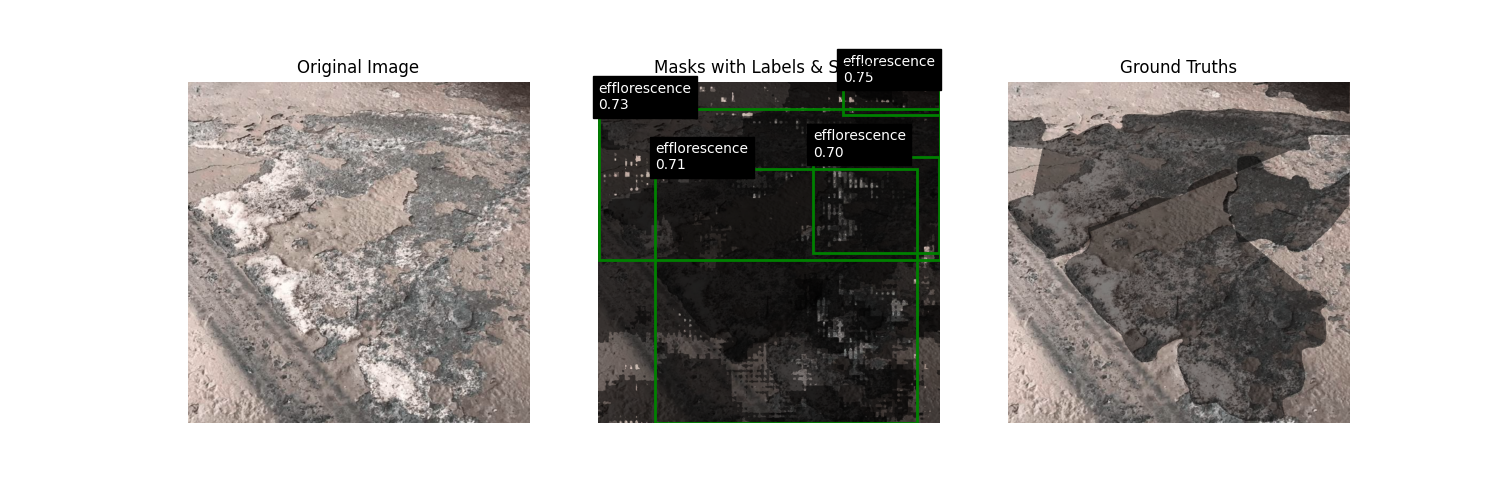 Original Image
Masks with Labels & S
Ground Truths
efflorescence
0.75
efflorescence
0.73
efflorescence
0.70
efflorescence
0.71